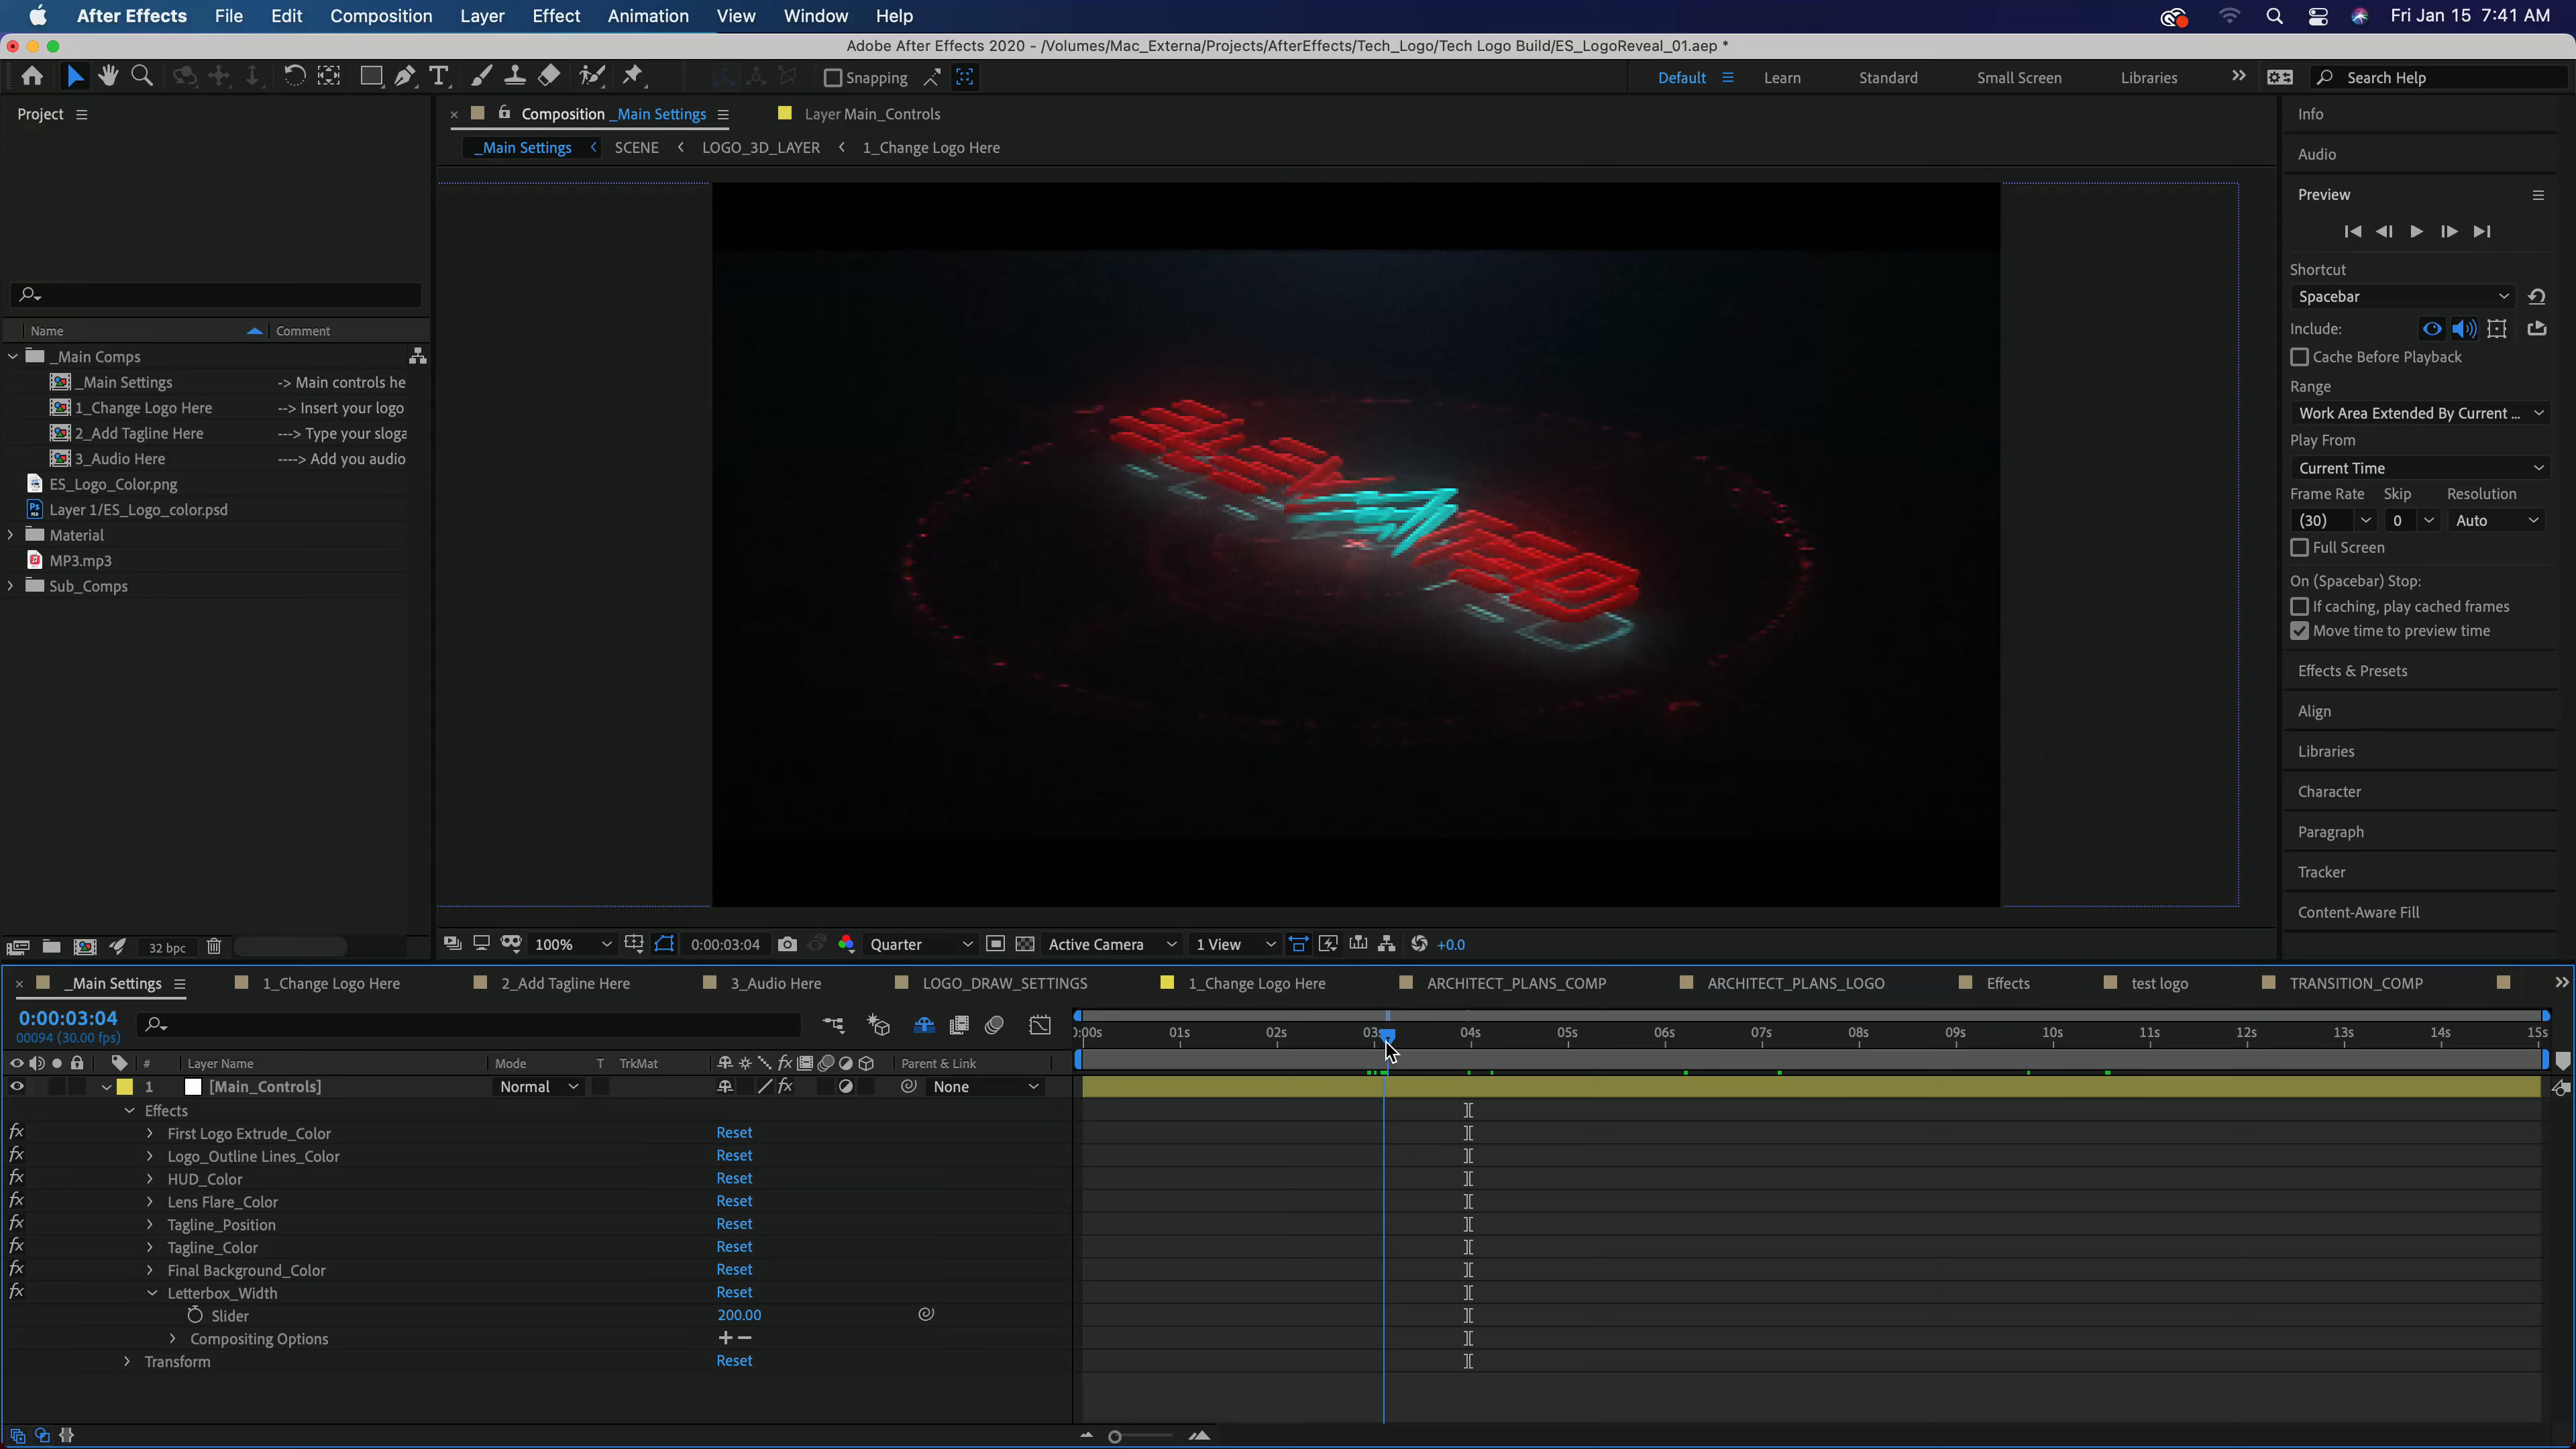 After Effects File Edit Composition Layer Effect Animation View Window Help Fri Jan 15 7:41 AM
Adobe After Effects 2020 - /Volumes/Mac_Externa/Projects/AfterEffects/Tech_Logo/Tech Logo Build/ES_LogoReveal_01.aep *
Snapping Default Learn Standard Small Screen Libraries Search Help
Project
Composition _Main Settings Layer Main_Controls
_Main Settings SCENE LOGO_3D_LAYER 1_Change Logo Here
Name Comment
_Main Comps
_Main Settings -> Main controls he
1_Change Logo Here --> Insert your logo
2_Add Tagline Here ---> Type your sloga
3_Audio Here ----> Add you audio
ES_Logo_Color.png
Layer 1/ES_Logo_color.psd
Material
MP3.mp3
Sub_Comps
Info
Audio
Preview
Shortcut
Spacebar
Include:
Cache Before Playback
Range
Work Area Extended By Current ...
Play From
Current Time
Frame Rate Skip Resolution
(30) 0 Auto
Full Screen
On (Spacebar) Stop:
If caching, play cached frames
Move time to preview time
Effects & Presets
Align
Libraries
Character
Paragraph
Tracker
Content-Aware Fill
32 bpc
100% 0:00:03:04 Quarter Active Camera 1 View +0.0
_Main Settings 1_Change Logo Here 2_Add Tagline Here 3_Audio Here LOGO_DRAW_SETTINGS 1_Change Logo Here ARCHITECT_PLANS_COMP ARCHITECT_PLANS_LOGO Effects test logo TRANSITION_COMP
0:00:03:04
00094 (30.00 fps)
):00s 01s 02s 03s 04s 05s 06s 07s 08s 09s 10s 11s 12s 13s 14s 15s
# Layer Name Mode T TrkMat Parent & Link
1 [Main_Controls] Normal None
Effects
fx First Logo Extrude_Color Reset
fx Logo_Outline Lines_Color Reset
fx HUD_Color Reset
fx Lens Flare_Color Reset
fx Tagline_Position Reset
fx Tagline_Color Reset
fx Final Background_Color Reset
fx Letterbox_Width Reset
Slider 200.00
Compositing Options
Transform Reset